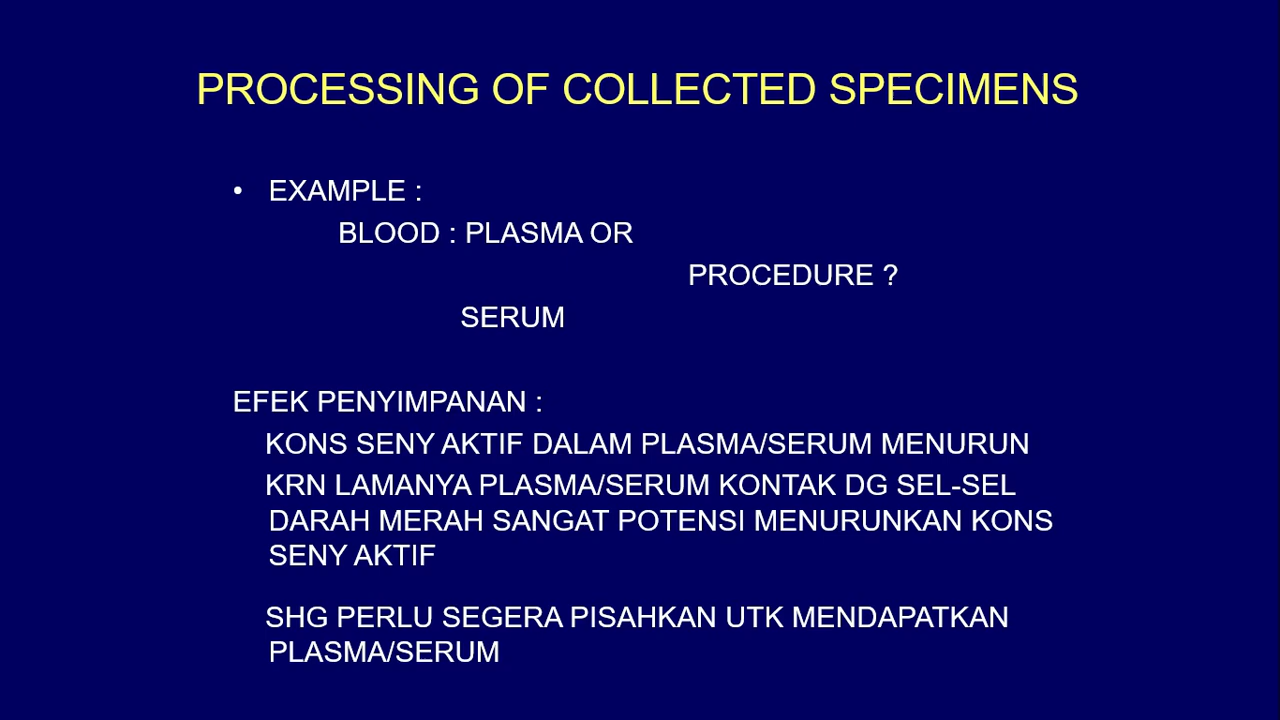 PROCESSING OF COLLECTED SPECIMENS
• EXAMPLE :
BLOOD : PLASMA OR
PROCEDURE ?
SERUM
EFEK PENYIMPANAN :
KONS SENY AKTIF DALAM PLASMA/SERUM MENURUN
KRN LAMANYA PLASMA/SERUM KONTAK DG SEL-SEL
DARAH MERAH SANGAT POTENSI MENURUNKAN KONS
SENY AKTIF
SHG PERLU SEGERA PISAHKAN UTK MENDAPATKAN
PLASMA/SERUM